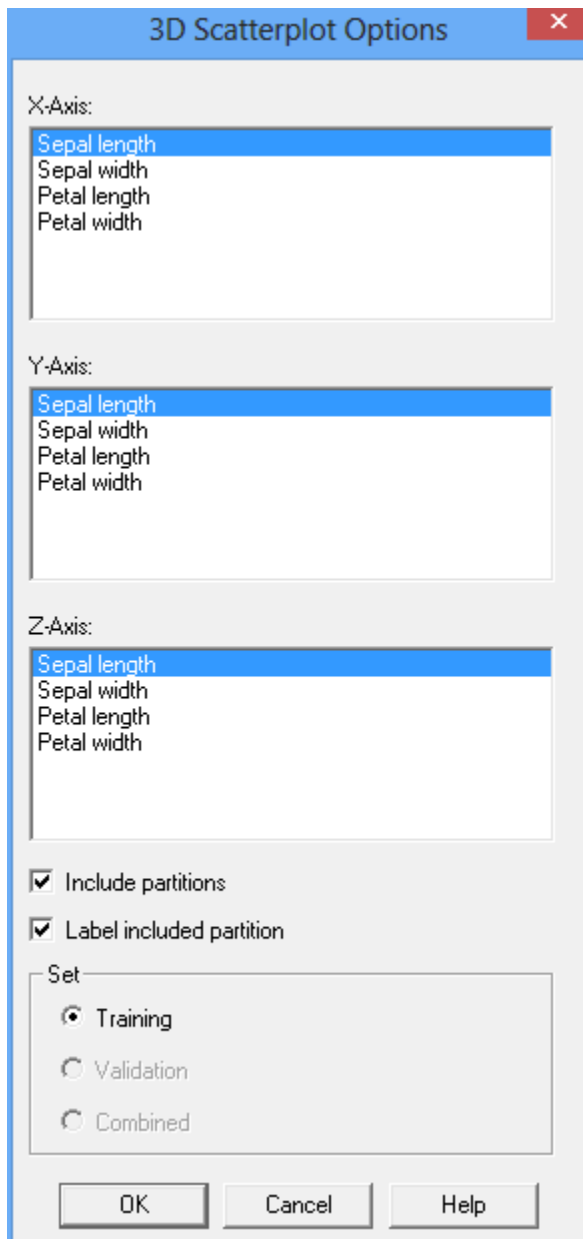 3D Scatterplot Options
X-Axis:
Sepal length
Sepal width
Petal length
Petal width
Y-Axis:
Sepal length
Sepal width
Petal length
Petal width
Z-Axis:
Sepal length
Sepal width
Petal length
Petal width
Include partitions
Label included partition
Set
Training
Validation
Combined
OK Cancel Help